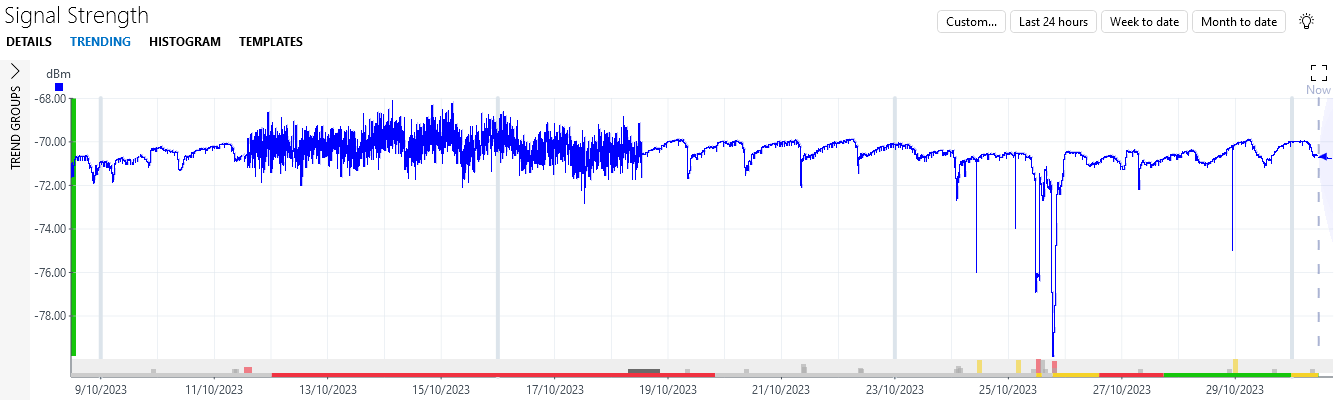 Signal Strength
Custom... Last 24 hours Week to date Month to date
DETAILS TRENDING HISTOGRAM TEMPLATES
TREND GROUPS
dBm
Now
-68.00
-70.00
-72.00
-74.00
-76.00
-78.00
9/10/2023 11/10/2023 13/10/2023 15/10/2023 17/10/2023 19/10/2023 21/10/2023 23/10/2023 25/10/2023 27/10/2023 29/10/2023